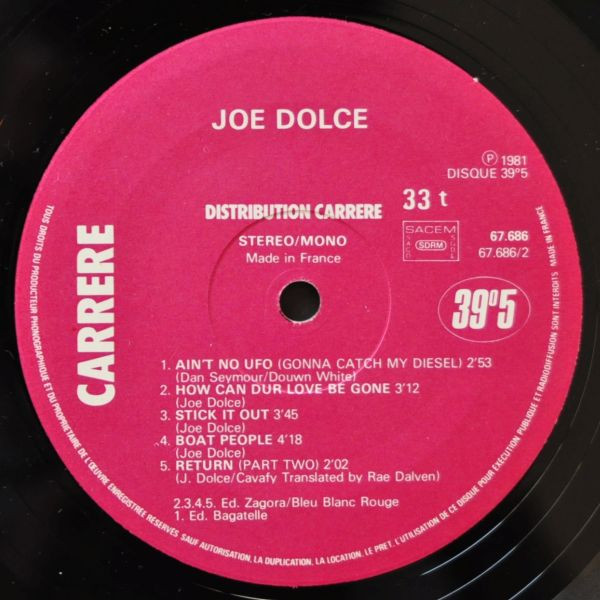 JOE DOLCE
℗ 1981
DISQUE 39°5
DISTRIBUTION CARRERE
33 t
STEREO/MONO
Made in France
SACEM
SACD
SDRM
SGDL
67.686
67.686/2
CARRERE
39°5
1. AIN'T NO UFO (GONNA CATCH MY DIESEL) 2'53
(Dan Seymour/Douwn White)
2. HOW CAN DUR LOVE BE GONE 3'12
(Joe Dolce)
3. STICK IT OUT 3'45
(Joe Dolce)
4. BOAT PEOPLE 4'18
(Joe Dolce)
5. RETURN (PART TWO) 2'02
(J. Dolce/Cavafy Translated by Rae Dalven)
2.3.4.5. Ed. Zagora/Bleu Blanc Rouge
1. Ed. Bagatelle
TOUS DROITS DU PRODUCTEUR PHONOGRAPHIQUE ET DU PROPRIETAIRE DE L'ŒUVRE ENREGISTREE RESERVES SAUF AUTORISATION, LA DUPLICATION, LA LOCATION, LE PRET, L'UTILISATION DE CE DISQUE POUR EXECUTION PUBLIQUE ET RADIODIFFUSION SONT INTERDITS MADE IN FRANCE